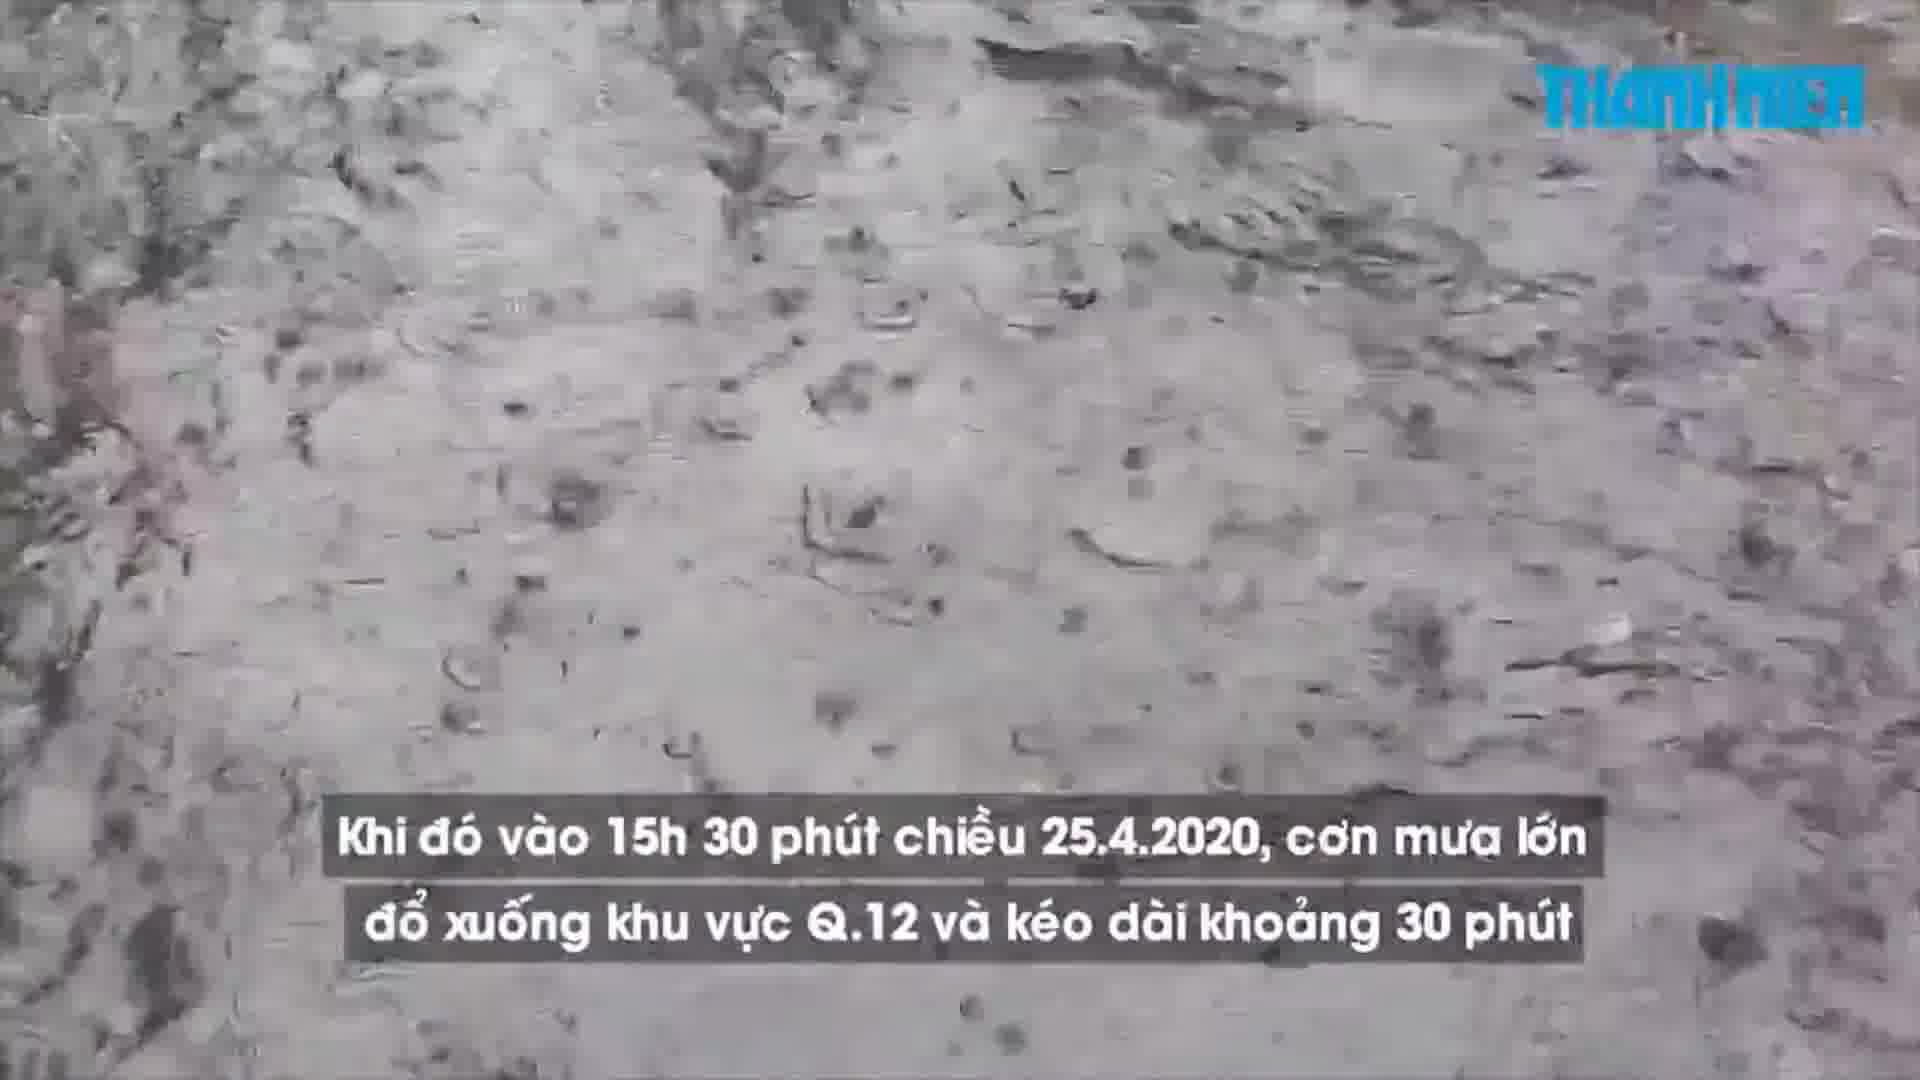 THANH NIEN
Khi đó vào 15h 30 phút chiều 25.4.2020, cơn mưa lớn
đổ xuống khu vực Q.12 và kéo dài khoảng 30 phút